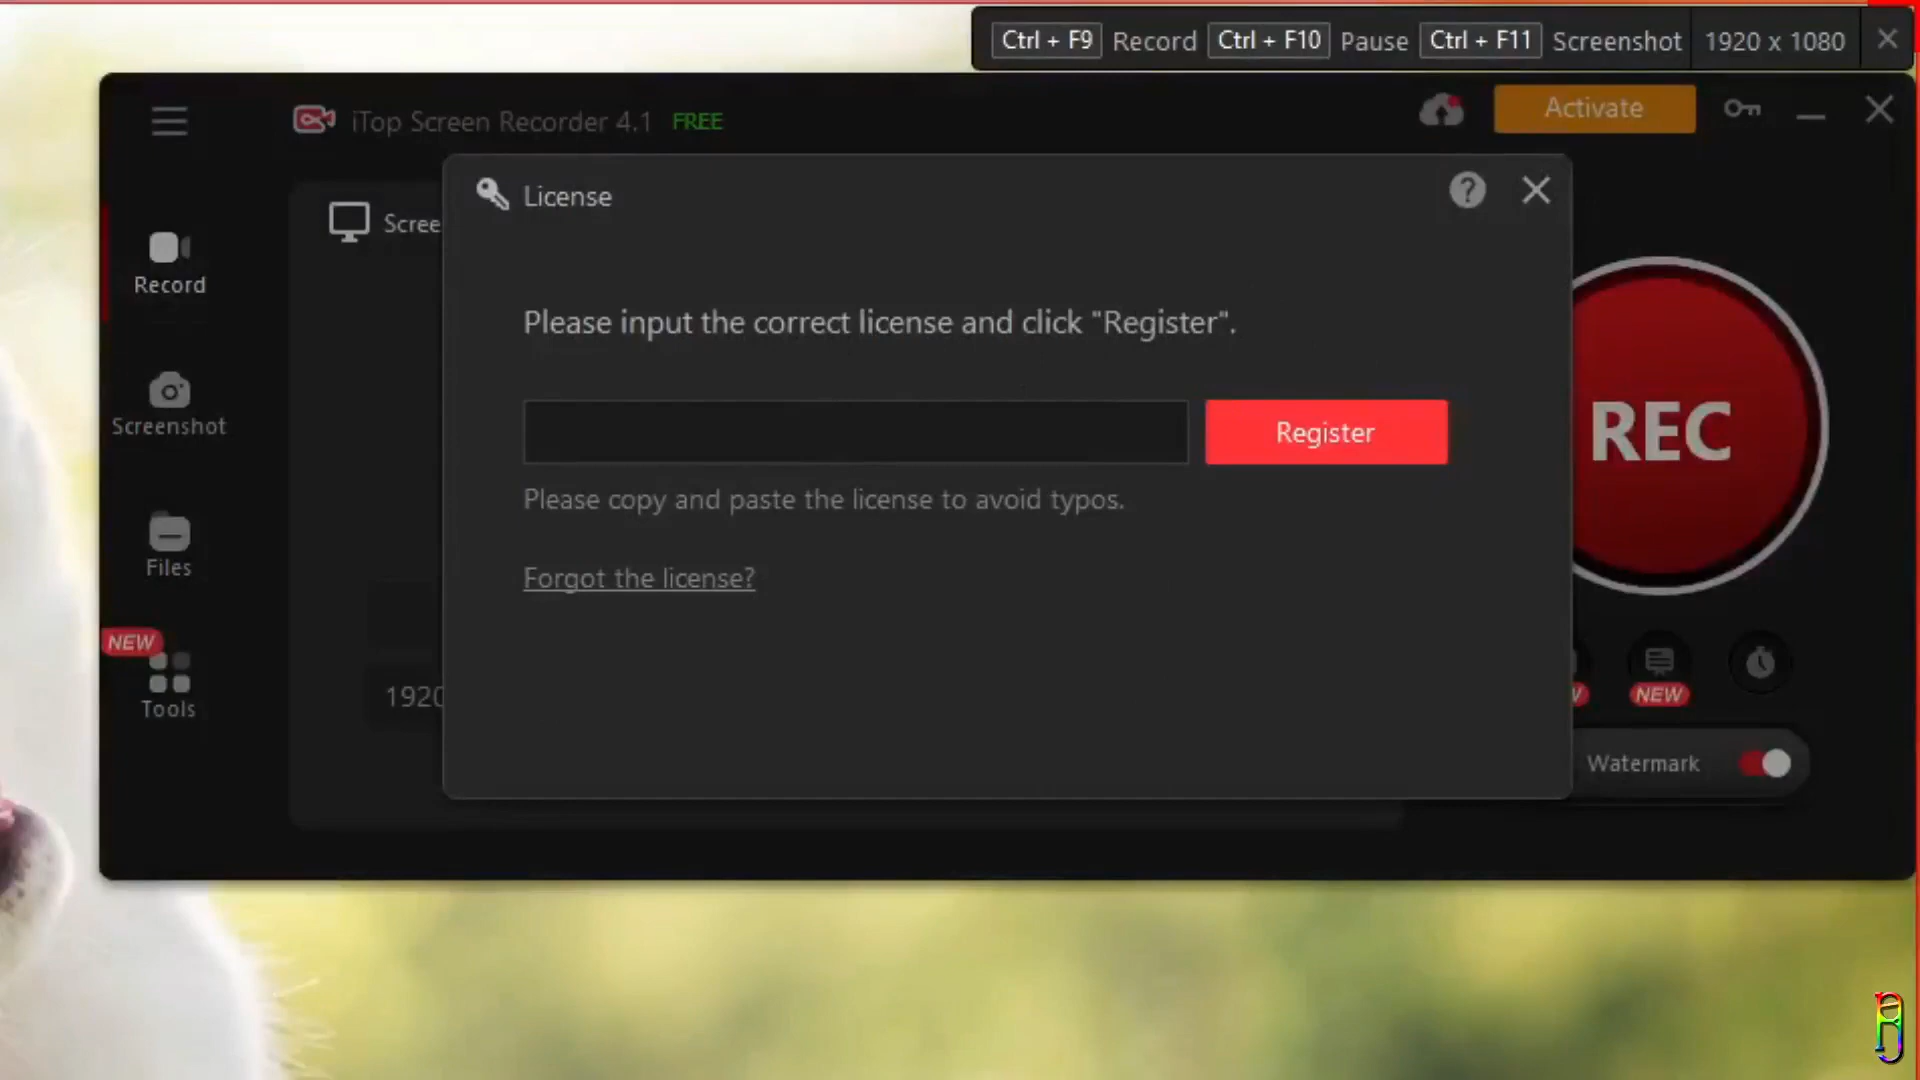 Ctrl + F9 Record Ctrl + F10 Pause Ctrl + F11 Screenshot 1920 x 1080
iTop Screen Recorder 4.1 FREE
Activate
License
Scree
Record
Please input the correct license and click "Register".
Screenshot
Register
REC
Please copy and paste the license to avoid typos.
Files
Forgot the license?
NEW
Tools
1920
NEW
Watermark